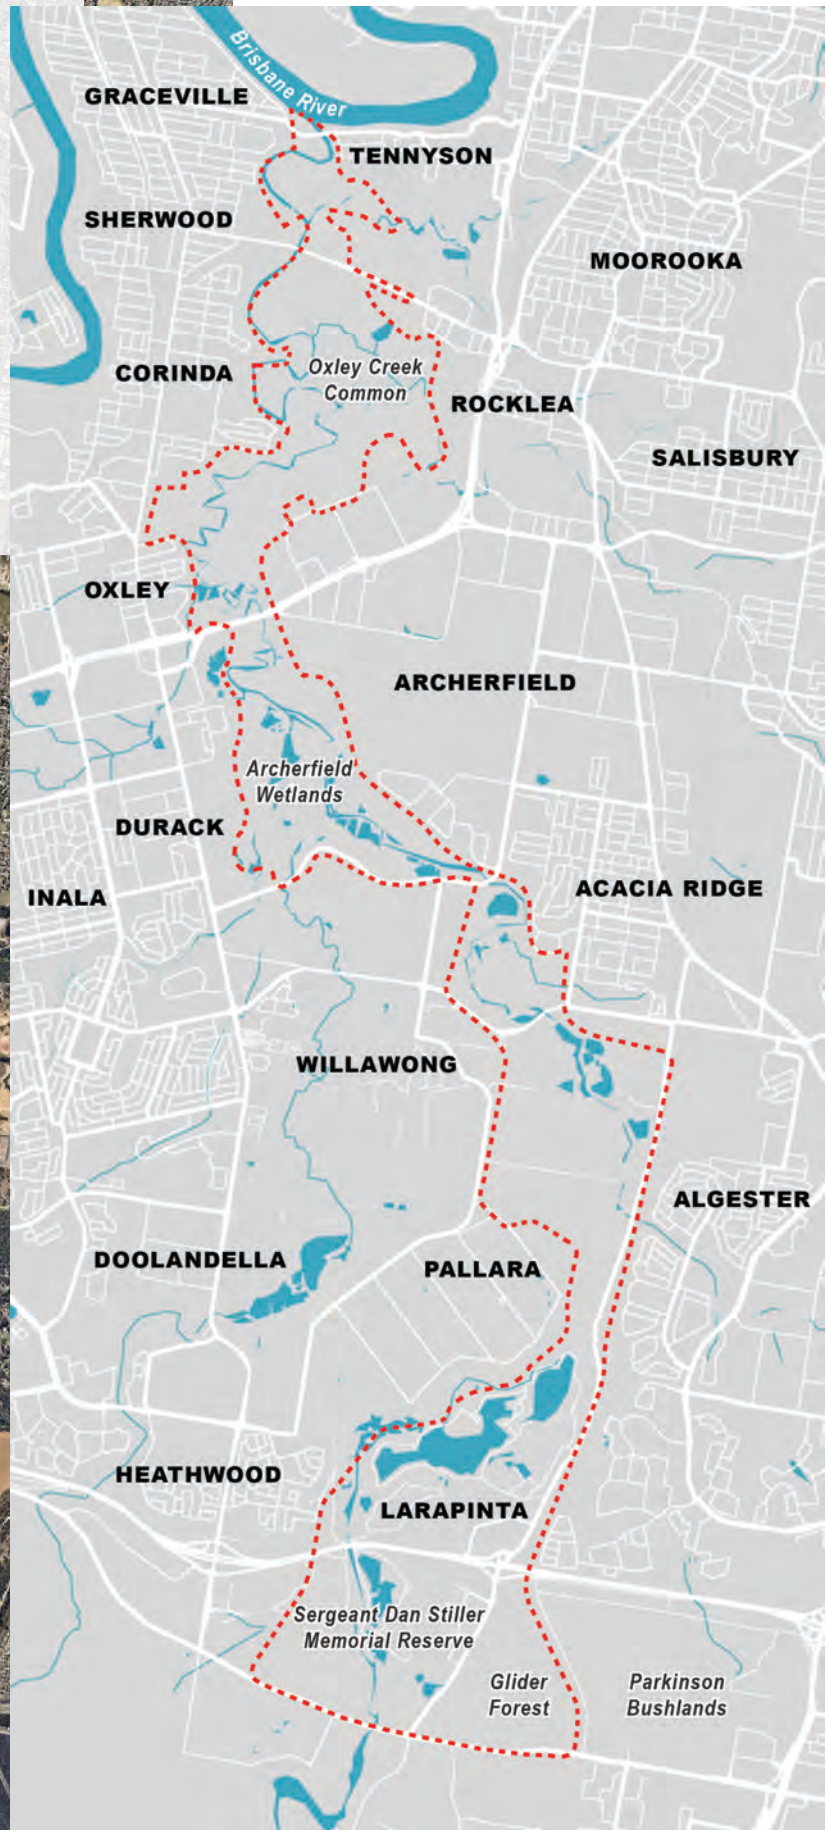 Brisbane River
GRACEVILLE
TENNYSON
SHERWOOD
MOOROOKA
CORINDA
Oxley Creek
Common
ROCKLEA
SALISBURY
OXLEY
ARCHERFIELD
Archerfield
Wetlands
DURACK
ACACIA RIDGE
INALA
WILLAWONG
ALGESTER
DOOLANDELLA
PALLARA
HEATHWOOD
LARAPINTA
Sergeant Dan Stiller
Memorial Reserve
Glider
Forest
Parkinson
Bushlands